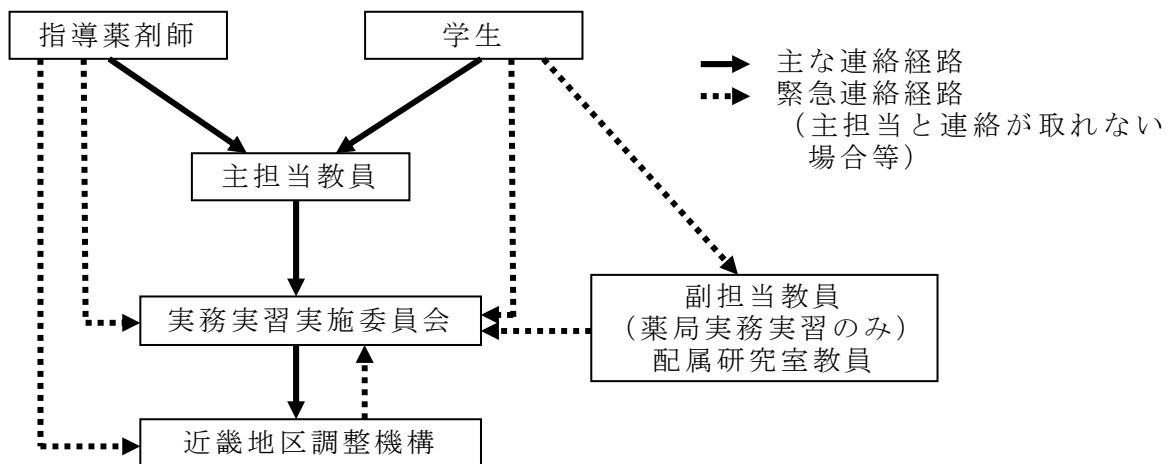 指導薬剤師
学生
主な連絡経路
緊急連絡経路
（主担当と連絡が取れない
場合等）
主担当教員
実務実習実施委員会
副担当教員
（薬局実務実習のみ）
配属研究室教員
近畿地区調整機構